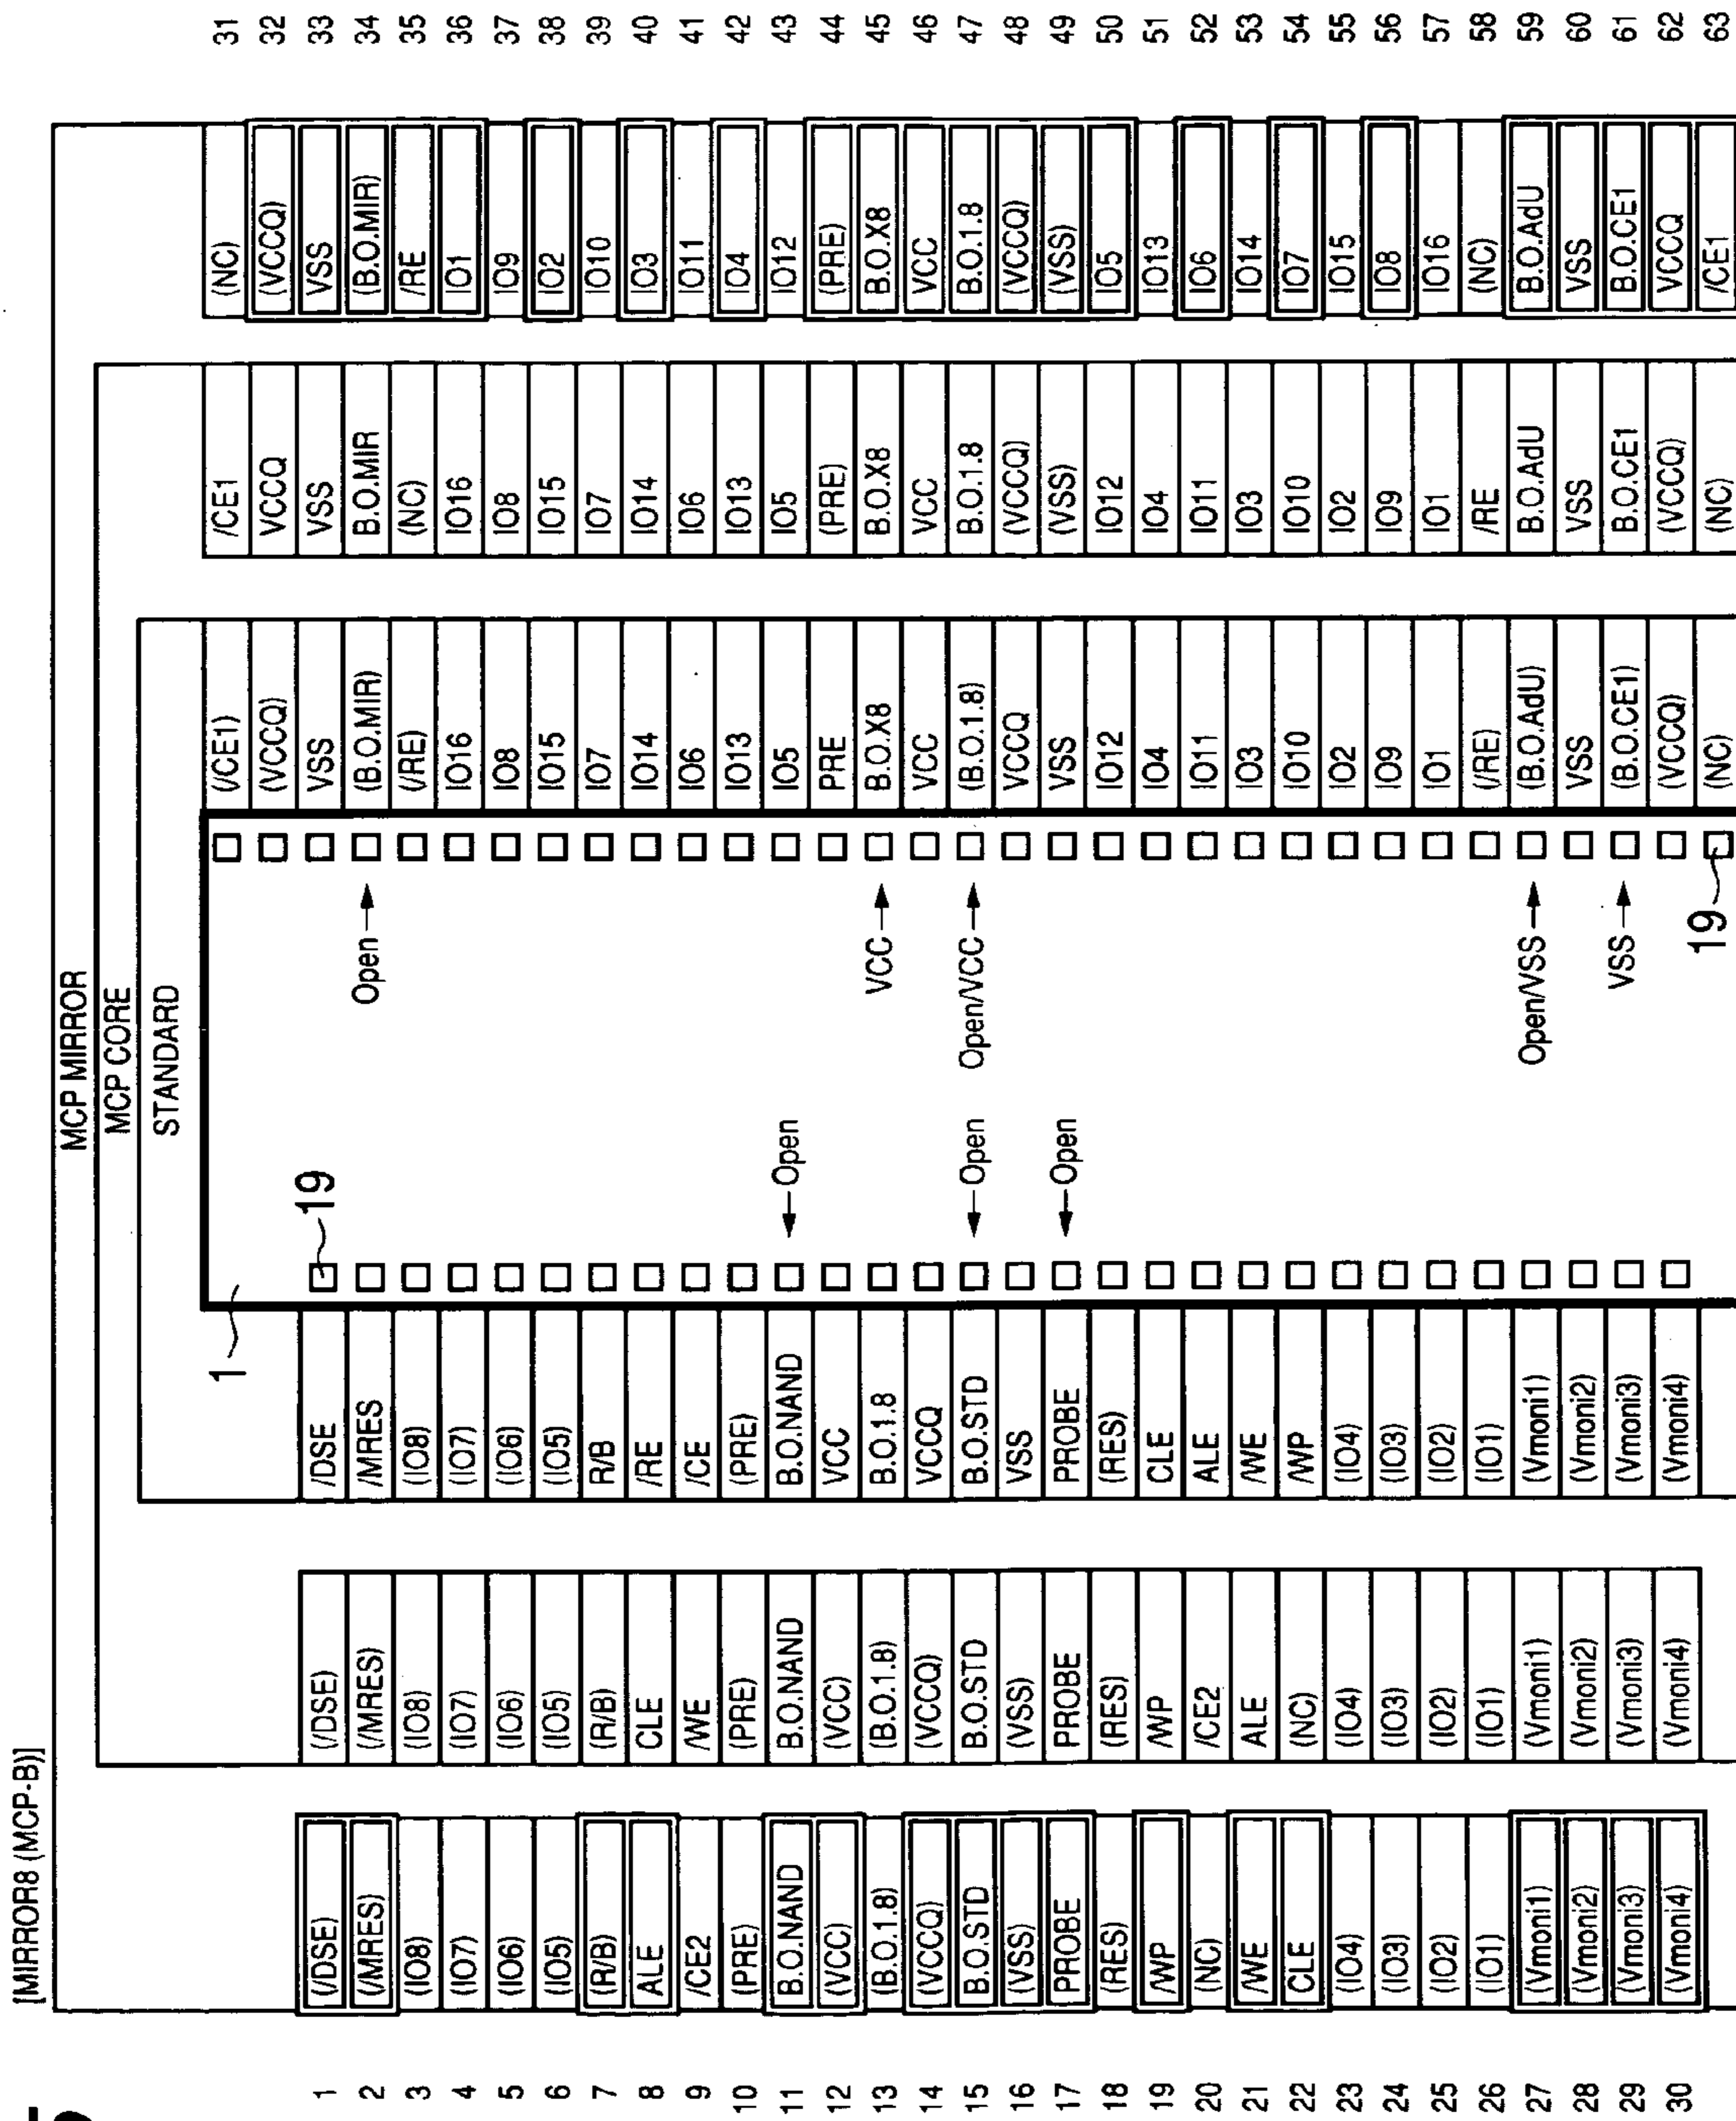 [MIRROR8 (MCP-B)]
MCP MIRROR
MCP CORE
STANDARD
1 (/CE1) /CE1 (NC) 31
(VCCQ) VCCQ (VCCQ) 32
1 (/DSE) (/DSE) /DSE 19 VSS VSS VSS 33
2 (/MRES) (/MRES) /MRES Open (B.O.MIR) B.O.MIR (B.O.MIR) 34
3 (IO8) (IO8) (IO8) (/RE) (NC) /RE 35
4 (IO7) (IO7) (IO7) IO16 IO16 IO1 36
5 (IO6) (IO6) (IO6) IO8 IO8 IO9 37
6 (IO5) (IO5) (IO5) IO15 IO15 IO2 38
7 (R/B) (R/B) R/B IO7 IO7 IO10 39
8 ALE CLE /RE IO14 IO14 IO3 40
9 /CE2 /WE /CE IO6 IO6 IO11 41
10 (PRE) (PRE) (PRE) IO13 IO13 IO4 42
11 B.O.NAND B.O.NAND B.O.NAND Open IO5 IO5 IO12 43
12 (VCC) (VCC) VCC PRE (PRE) (PRE) 44
13 (B.O.1.8) (B.O.1.8) B.O.1.8 VCC B.O.X8 B.O.X8 B.O.X8 45
14 (VCCQ) (VCCQ) VCCQ VCC VCC VCC 46
15 B.O.STD B.O.STD B.O.STD Open Open/VCC (B.O.1.8) B.O.1.8 B.O.1.8 47
16 (VSS) (VSS) VSS VCCQ (VCCQ) (VCCQ) 48
17 PROBE PROBE PROBE Open VSS (VSS) (VSS) 49
18 (RES) (RES) (RES) IO12 IO12 IO5 50
19 /WP /WP CLE IO4 IO4 IO13 51
20 (NC) /CE2 ALE IO11 IO11 IO6 52
21 /WE ALE /WE IO3 IO3 IO14 53
22 CLE (NC) /WP IO10 IO10 IO7 54
23 (IO4) (IO4) (IO4) IO2 IO2 IO15 55
24 (IO3) (IO3) (IO3) IO9 IO9 IO8 56
25 (IO2) (IO2) (IO2) IO1 IO1 IO16 57
26 (IO1) (IO1) (IO1) (/RE) /RE (NC) 58
27 (Vmoni1) (Vmoni1) (Vmoni1) Open/VSS (B.O.AdU) B.O.AdU B.O.AdU 59
28 (Vmoni2) (Vmoni2) (Vmoni2) VSS VSS VSS 60
29 (Vmoni3) (Vmoni3) (Vmoni3) VSS (B.O.CE1) B.O.CE1 B.O.CE1 61
30 (Vmoni4) (Vmoni4) (Vmoni4) (VCCQ) (VCCQ) VCCQ 62
19 (NC) (NC) /CE1 63